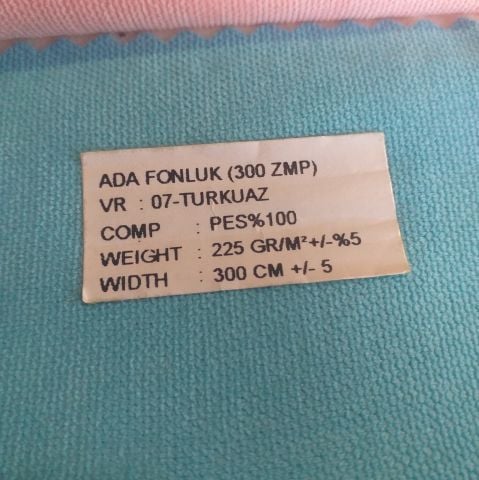 ADA FONLUK (300 ZMP)
VR : 07-TURKUAZ
COMP : PES%100
WEIGHT : 225 GR/M²+/-%5
WIDTH : 300 CM +/- 5